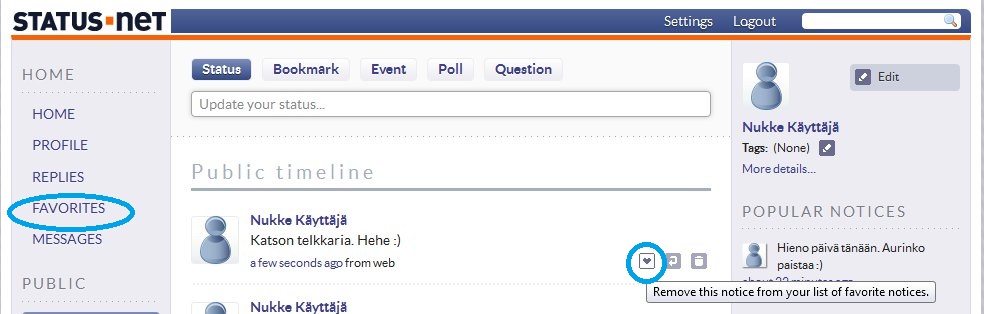 STATUS·NET
Settings
Logout
HOME
HOME
PROFILE
REPLIES
FAVORITES
MESSAGES
PUBLIC
Status
Bookmark
Event
Poll
Question
Update your status...
Public timeline
Nukke Käyttäjä
Katson telkkaria. Hehe :)
a few seconds ago from web
Remove this notice from your list of favorite notices.
Nukke Käyttäjä
Edit
Nukke Käyttäjä
Tags: (None)
More details...
POPULAR NOTICES
Hieno päivä tänään. Aurinko
paistaa :)